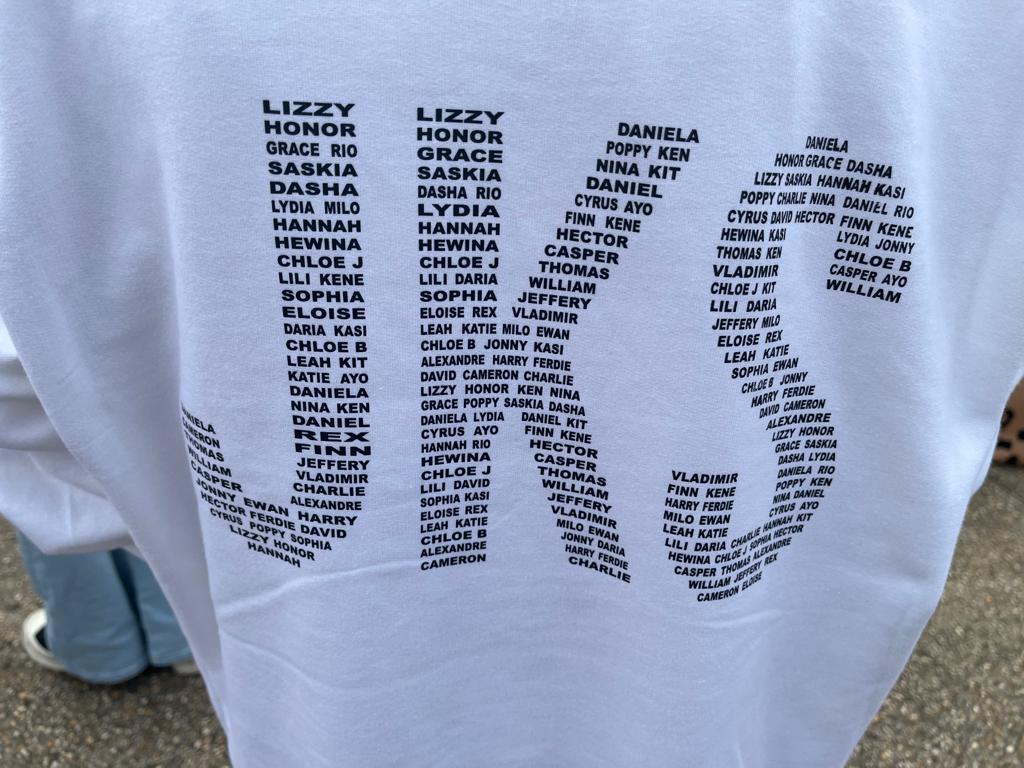 LIZZY
HONOR
GRACE RIO
SASKIA
DASHA
LYDIA MILO
HANNAH
HEWINA
CHLOE J
LILI KENE
SOPHIA
ELOISE
DARIA KASI
CHLOE B
LEAH KIT
KATIE AYO
DANIELA
NINA KEN
DANIEL
REX
FINN
JEFFERY
VLADIMIR
CHARLIE
ALEXANDRE
DANIELA
CAMERON
THOMAS
WILLIAM
CASPER
JONNY EWAN HARRY
HECTOR FERDIE DAVID
CYRUS POPPY SOPHIA
LIZZY HONOR
HANNAH
LIZZY
HONOR
GRACE
SASKIA
DASHA RIO
LYDIA
HANNAH
HEWINA
CHLOE J
LILI DARIA
SOPHIA
DANIELA
POPPY KEN
NINA KIT
DANIEL
CYRUS AYO
FINN KENE
HECTOR
CASPER
THOMAS
WILLIAM
JEFFERY
ELOISE REX VLADIMIR
LEAH KATIE MILO EWAN
CHLOE B JONNY KASI
ALEXANDRE HARRY FERDIE
DAVID CAMERON CHARLIE
LIZZY HONOR KEN NINA
GRACE POPPY SASKIA DASHA
DANIELA LYDIA DANIEL KIT
CYRUS AYO FINN KENE
HANNAH RIO HECTOR
HEWINA CASPER
CHLOE J THOMAS
LILI DAVID WILLIAM
SOPHIA KASI JEFFERY
ELOISE REX VLADIMIR
LEAH KATIE MILO EWAN
CHLOE B JONNY DARIA
ALEXANDRE HARRY FERDIE
CAMERON CHARLIE
DANIELA
HONOR GRACE DASHA
LIZZY SASKIA HANNAH KASI
POPPY CHARLIE NINA DANIEL RIO
CYRUS DAVID HECTOR FINN KENE
HEWINA KASI LYDIA JONNY
THOMAS KEN CHLOE B
VLADIMIR CASPER AYO
CHLOE J KIT WILLIAM
LILI DARIA
JEFFERY MILO
ELOISE REX
LEAH KATIE
SOPHIA EWAN
CHLOE B JONNY
HARRY FERDIE
DAVID CAMERON
ALEXANDRE
LIZZY HONOR
GRACE SASKIA
DASHA LYDIA
DANIELA RIO
POPPY KEN
NINA DANIEL
CYRUS AYO
VLADIMIR
FINN KENE
HARRY FERDIE
MILO EWAN
LEAH KATIE
LILI DARIA CHARLIE HANNAH KIT
HEWINA CHLOE J SOPHIA HECTOR
CASPER THOMAS ALEXANDRE
WILLIAM JEFFERY REX
CAMERON ELOISE